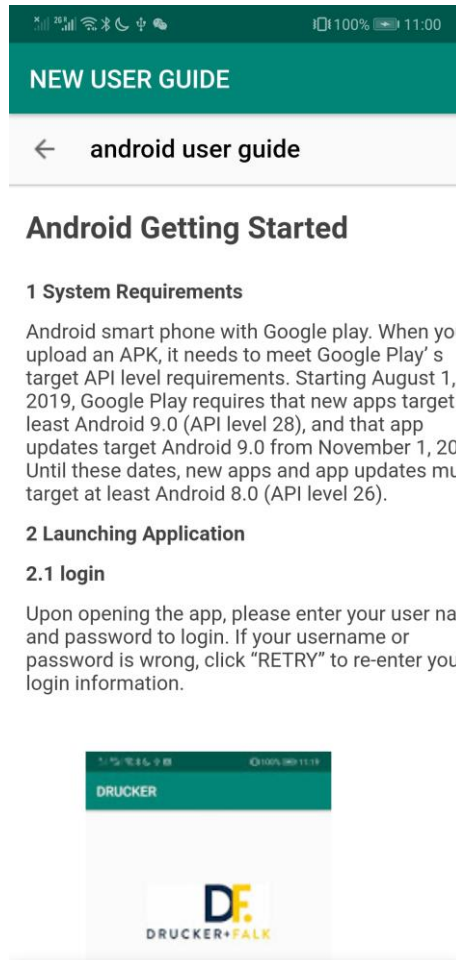 100% 11:00
NEW USER GUIDE
android user guide
Android Getting Started
1 System Requirements
Android smart phone with Google play. When yo
upload an APK, it needs to meet Google Play' s
target API level requirements. Starting August 1,
2019, Google Play requires that new apps target
least Android 9.0 (API level 28), and that app
updates target Android 9.0 from November 1, 20
Until these dates, new apps and app updates mu
target at least Android 8.0 (API level 26).
2 Launching Application
2.1 login
Upon opening the app, please enter your user na
and password to login. If your username or
password is wrong, click “RETRY” to re-enter you
login information.
100% 11:19
DRUCKER
DF.
DRUCKER+FALK